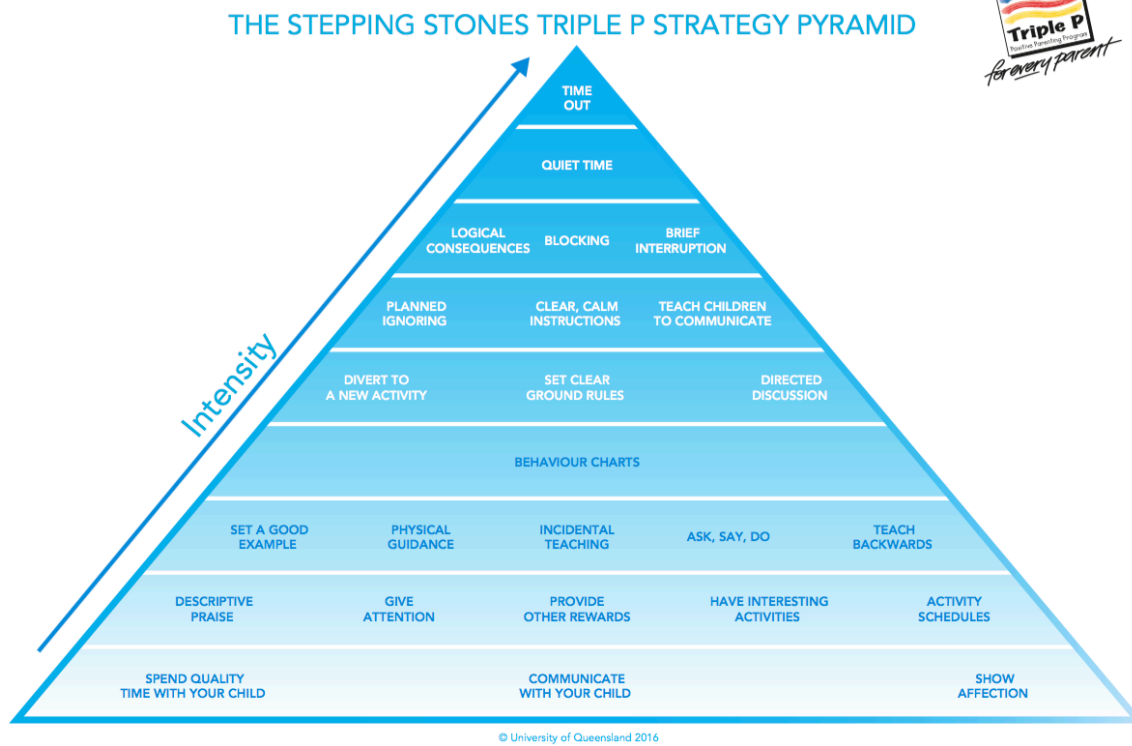 THE STEPPING STONES TRIPLE P STRATEGY PYRAMID
Triple P
Positive Parenting Program
for every parent
Intensity
TIME
OUT
QUIET TIME
LOGICAL
CONSEQUENCES
BLOCKING
BRIEF
INTERRUPTION
PLANNED
IGNORING
CLEAR, CALM
INSTRUCTIONS
TEACH CHILDREN
TO COMMUNICATE
DIVERT TO
A NEW ACTIVITY
SET CLEAR
GROUND RULES
DIRECTED
DISCUSSION
BEHAVIOUR CHARTS
SET A GOOD
EXAMPLE
PHYSICAL
GUIDANCE
INCIDENTAL
TEACHING
ASK, SAY, DO
TEACH
BACKWARDS
DESCRIPTIVE
PRAISE
GIVE
ATTENTION
PROVIDE
OTHER REWARDS
HAVE INTERESTING
ACTIVITIES
ACTIVITY
SCHEDULES
SPEND QUALITY
TIME WITH YOUR CHILD
COMMUNICATE
WITH YOUR CHILD
SHOW
AFFECTION
© University of Queensland 2016